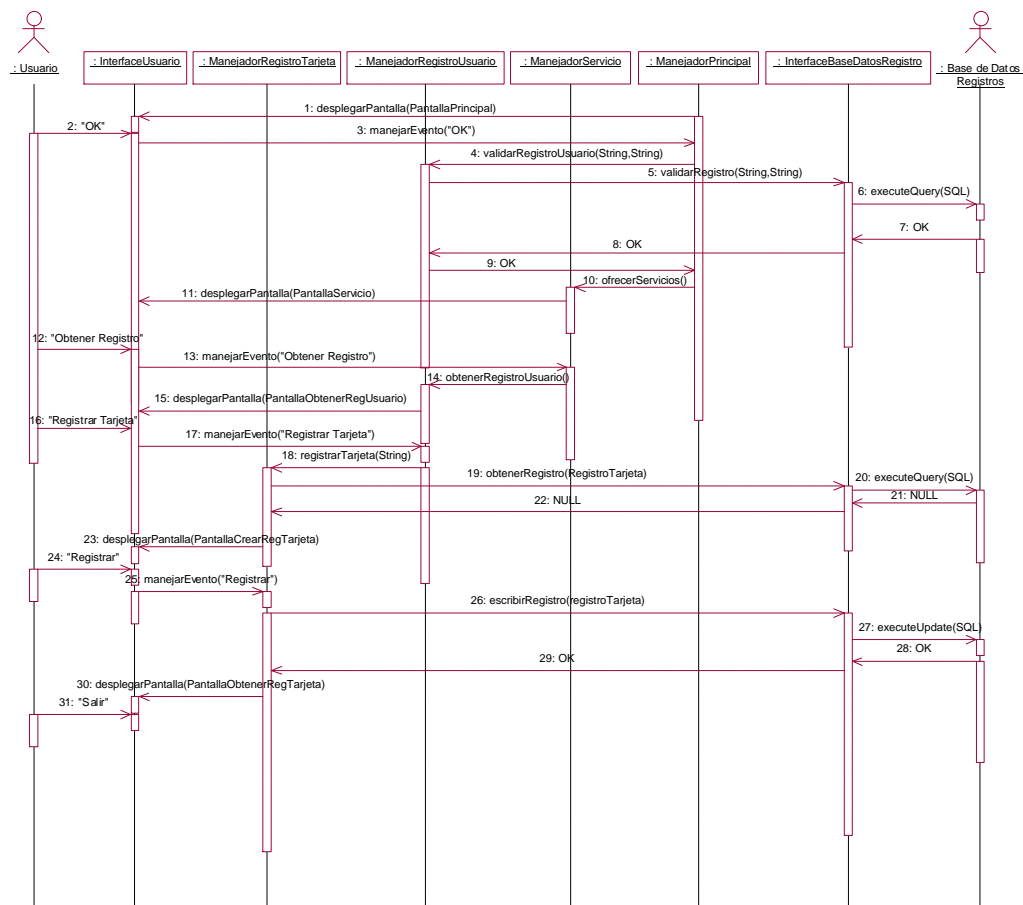 : Usuario
: InterfaceUsuario
: ManejadorRegistroTarjeta
: ManejadorRegistroUsuario
: ManejadorServicio
: ManejadorPrincipal
: InterfaceBaseDatosRegistro
: Base de Datos
Registros
1: desplegarPantalla(PantallaPrincipal)
2: "OK"
3: manejarEvento("OK")
4: validarRegistroUsuario(String,String)
5: validarRegistro(String,String)
6: executeQuery(SQL)
7: OK
8: OK
9: OK
10: ofrecerServicios()
11: desplegarPantalla(PantallaServicio)
12: "Obtener Registro"
13: manejarEvento("Obtener Registro")
14: obtenerRegistroUsuario()
15: desplegarPantalla(PantallaObtenerRegUsuario)
16: "Registrar Tarjeta"
17: manejarEvento("Registrar Tarjeta")
18: registrarTarjeta(String)
19: obtenerRegistro(RegistroTarjeta)
20: executeQuery(SQL)
21: NULL
22: NULL
23: desplegarPantalla(PantallaCrearRegTarjeta)
24: "Registrar"
25: manejarEvento("Registrar")
26: escribirRegistro(registroTarjeta)
27: executeUpdate(SQL)
28: OK
29: OK
30: desplegarPantalla(PantallaObtenerRegTarjeta)
31: "Salir"